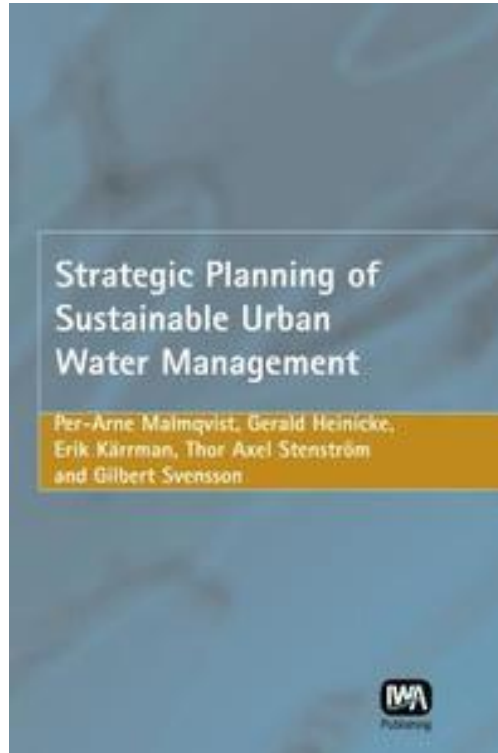 Strategic Planning of
Sustainable Urban
Water Management
Per-Arne Malmqvist, Gerald Heinicke,
Erik Kärrman, Thor Axel Stenström
and Gilbert Svensson
IWA
Publishing